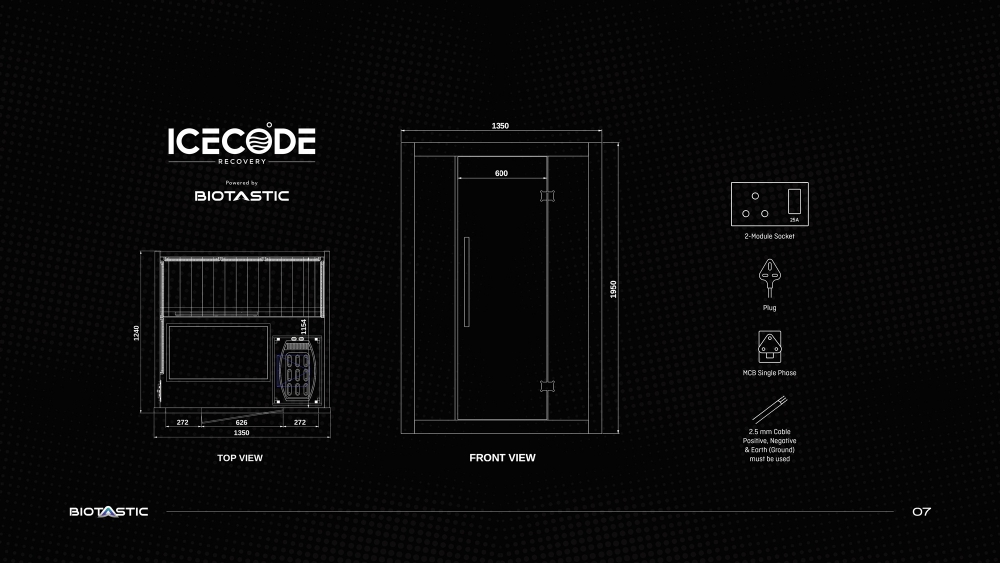 ICECODE
RECOVERY
Powered by
BIOTASTIC
1240
1154
272
626
272
1350
TOP VIEW
1350
600
1950
FRONT VIEW
25A
2-Module Socket
Plug
MCB Single Phase
2.5 mm Cable
Positive, Negative
& Earth (Ground)
must be used
BIOTASTIC
07